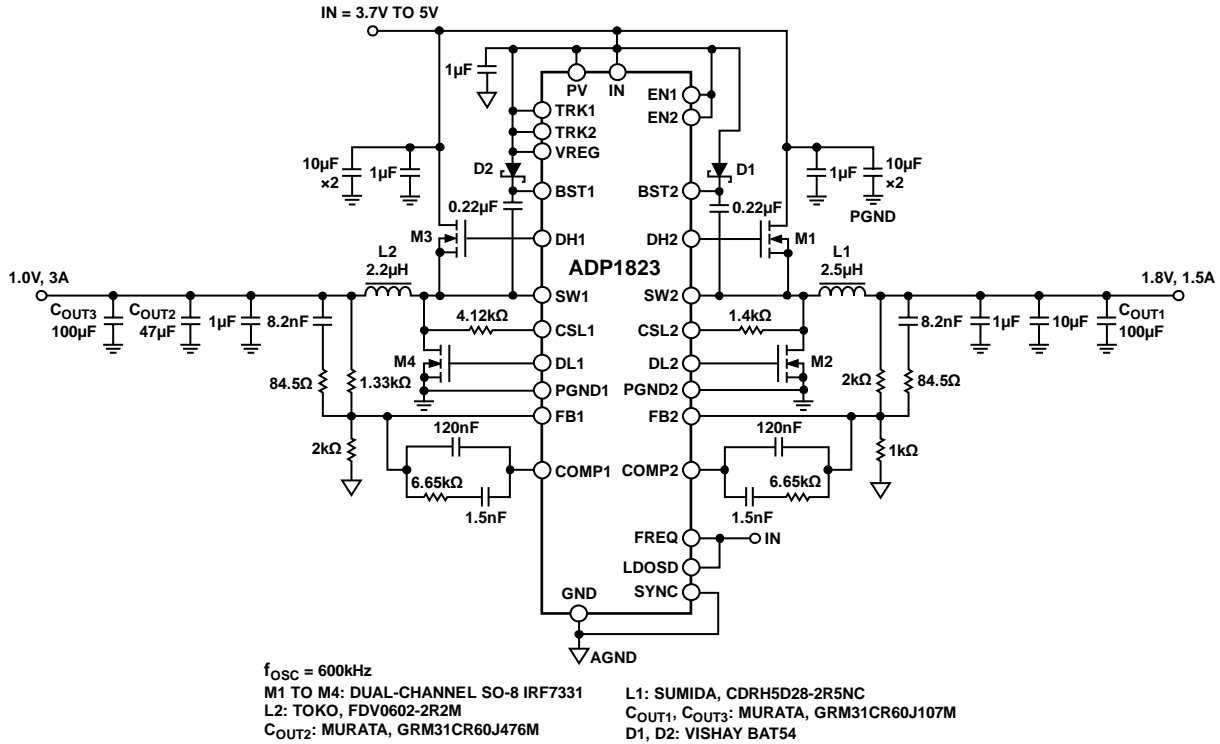 IN = 3.7V TO 5V
1µF
PV
IN
EN1
EN2
TRK1
TRK2
VREG
10µF
×2
1µF
D2
D1
1µF
10µF
×2
PGND
BST1
BST2
0.22µF
0.22µF
M3
DH1
DH2
M1
ADP1823
L2
2.2µH
L1
2.5µH
1.0V, 3A
1.8V, 1.5A
SW1
SW2
COUT3
100µF
COUT2
47µF
1µF
8.2nF
4.12kΩ
CSL1
CSL2
1.4kΩ
8.2nF
1µF
10µF
COUT1
100µF
M4
DL1
DL2
M2
84.5Ω
1.33kΩ
PGND1
PGND2
2kΩ
84.5Ω
FB1
FB2
2kΩ
120nF
120nF
1kΩ
COMP1
COMP2
6.65kΩ
6.65kΩ
1.5nF
1.5nF
FREQ
IN
LDOSD
SYNC
GND
AGND
fOSC = 600kHz
M1 TO M4: DUAL-CHANNEL SO-8 IRF7331
L2: TOKO, FDV0602-2R2M
COUT2: MURATA, GRM31CR60J476M
L1: SUMIDA, CDRH5D28-2R5NC
COUT1, COUT3: MURATA, GRM31CR60J107M
D1, D2: VISHAY BAT54